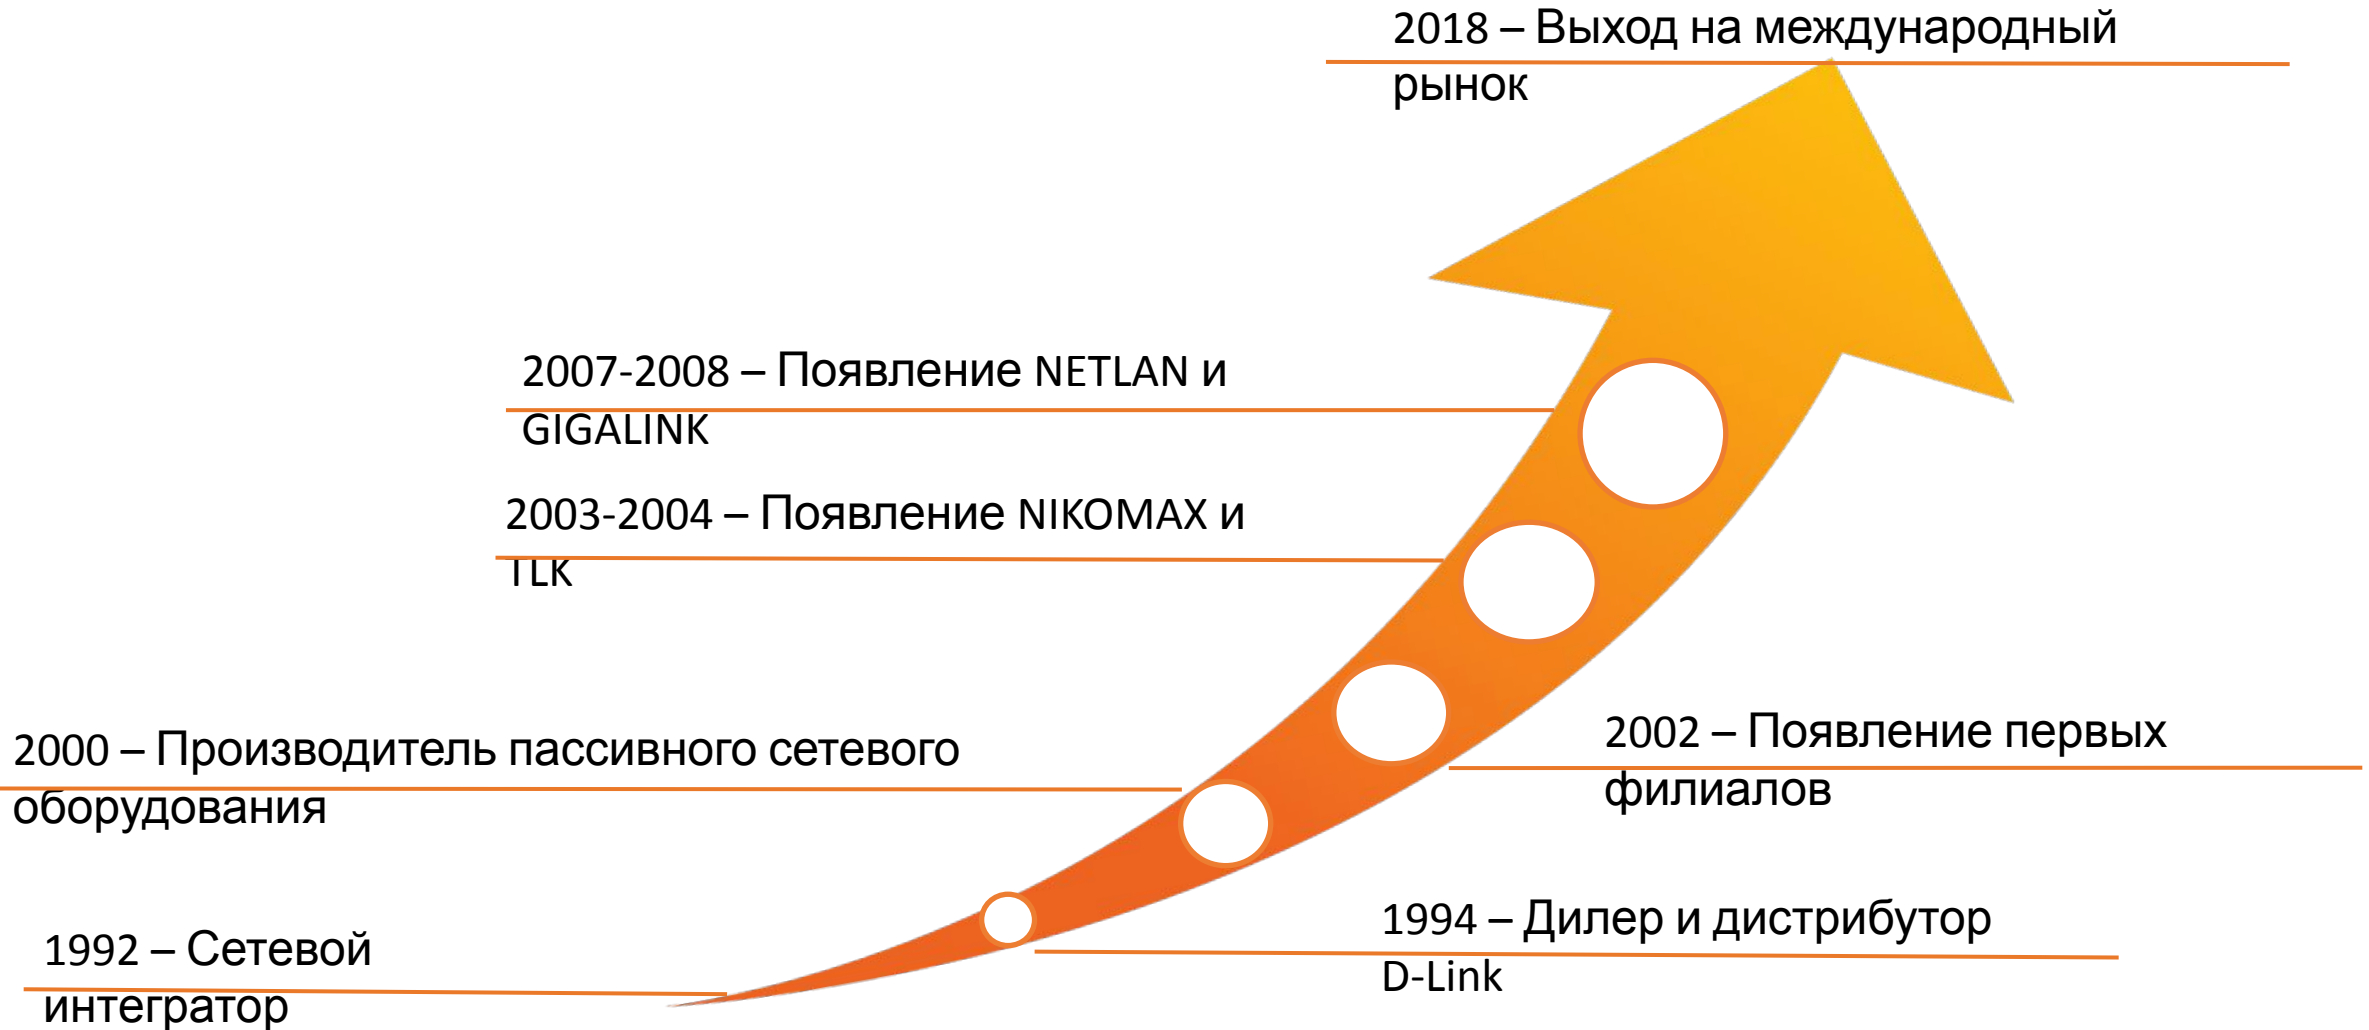 2018 – Выход на международный
рынок
2007-2008 – Появление NETLAN и
GIGALINK
2003-2004 – Появление NIKOMAX и
TLK
2000 – Производитель пассивного сетевого
оборудования
2002 – Появление первых
филиалов
1992 – Сетевой
интегратор
1994 – Дилер и дистрибутор
D-Link